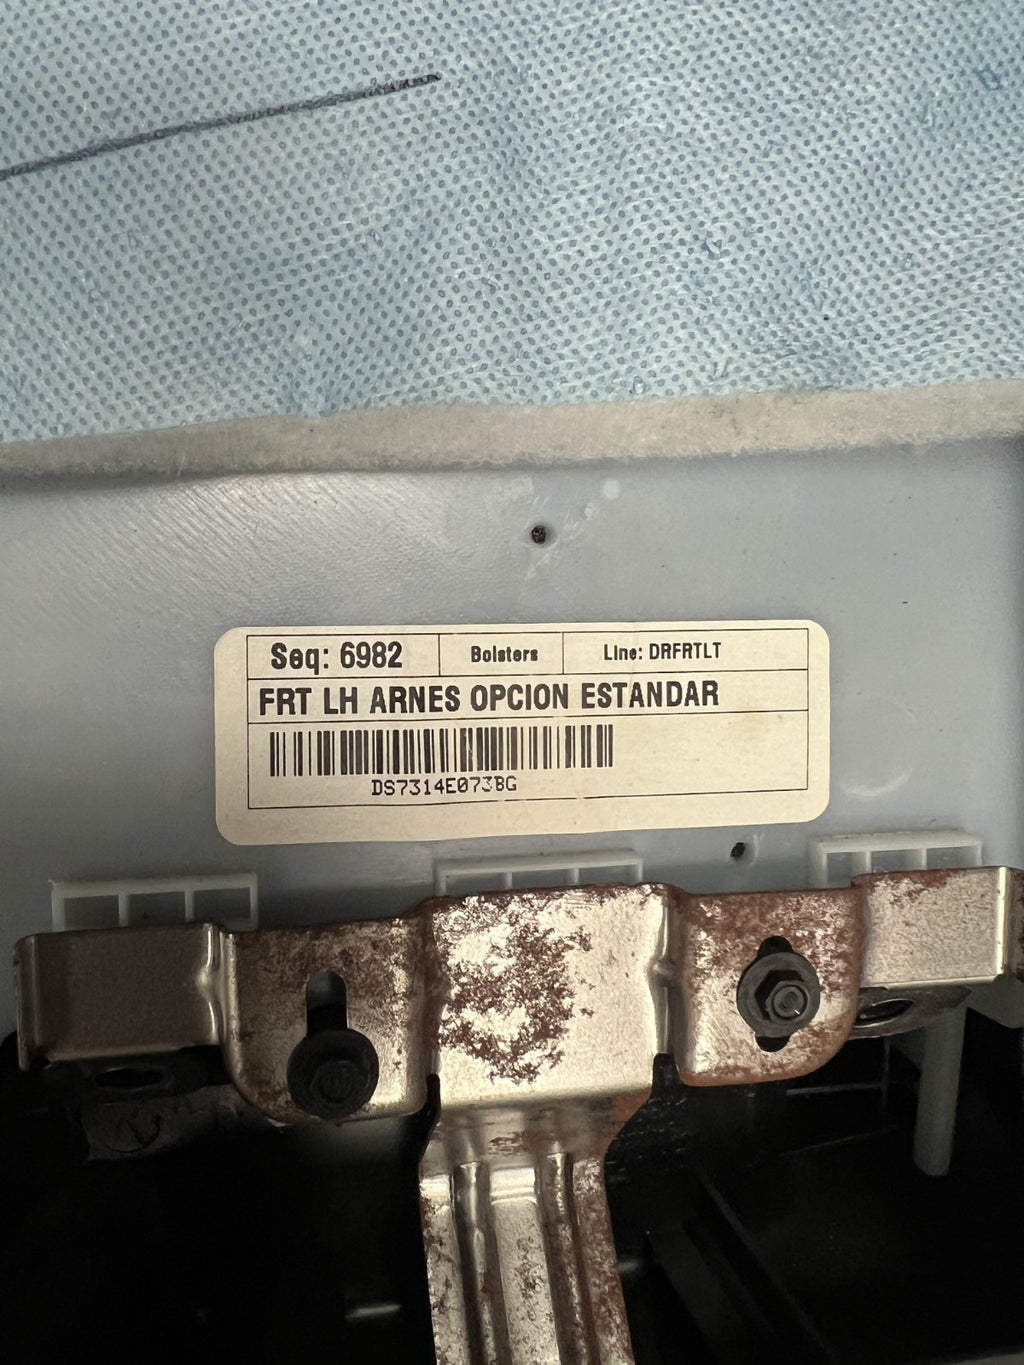 Seq: 6982 Bolsters Line: DRFRTLT
FRT LH ARNES OPCION ESTANDAR
DS7314E073BG